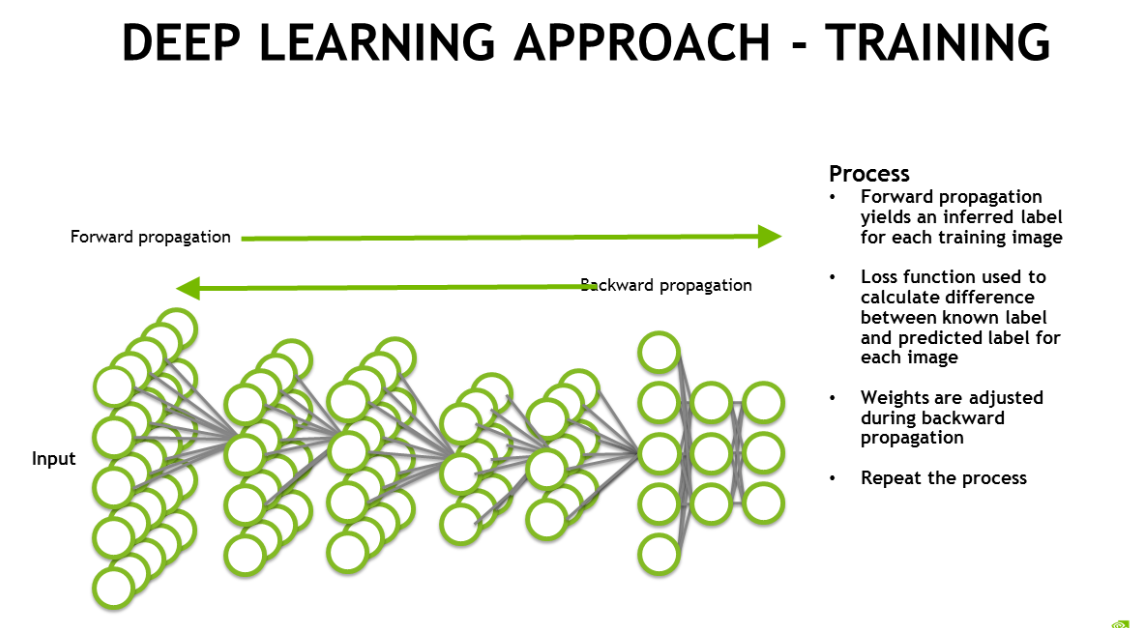 DEEP LEARNING APPROACH - TRAINING
Process
• Forward propagation
yields an inferred label
for each training image
• Loss function used to
calculate difference
between known label
and predicted label for
each image
• Weights are adjusted
during backward
propagation
• Repeat the process
Forward propagation
Backward propagation
Input